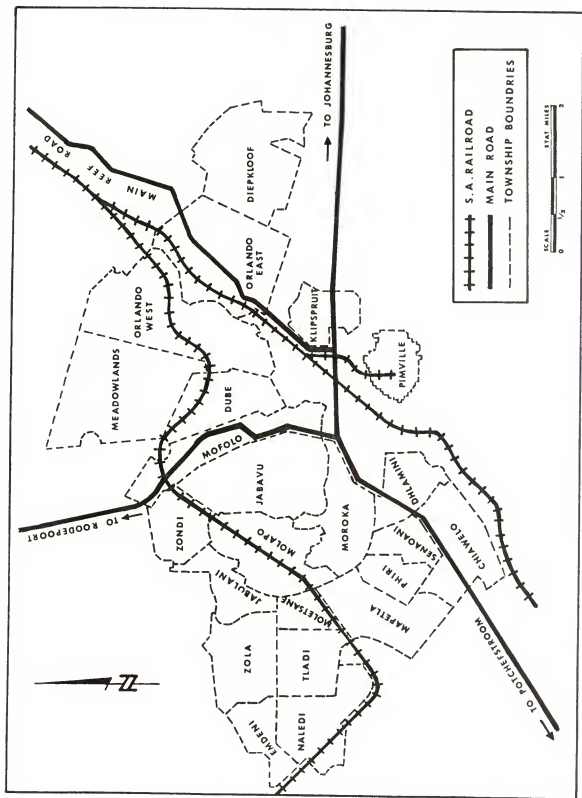 TO ROODEPOORT
MEADOWLANDS
ORLANDO
WEST
MAIN REEF ROAD
DIEPKLOOF
ORLANDO
EAST
DUBE
MOFOLO
ZONDI
JABAVU
JABULANI
MOLAPO
ZOLA
MOLETSANE
EMDENI
TLADI
NALEDI
MOROKA
KLIPSPRUIT
TO JOHANNESBURG
PIMVILLE
MAPETLA
PHIRI
SENAOANI
DHLAMINI
CHIAWELO
TO POTCHEFSTROOM
N
S.A. RAILROAD
MAIN ROAD
TOWNSHIP BOUNDRIES
SCALE STAT MILES
0 1/2 1 2